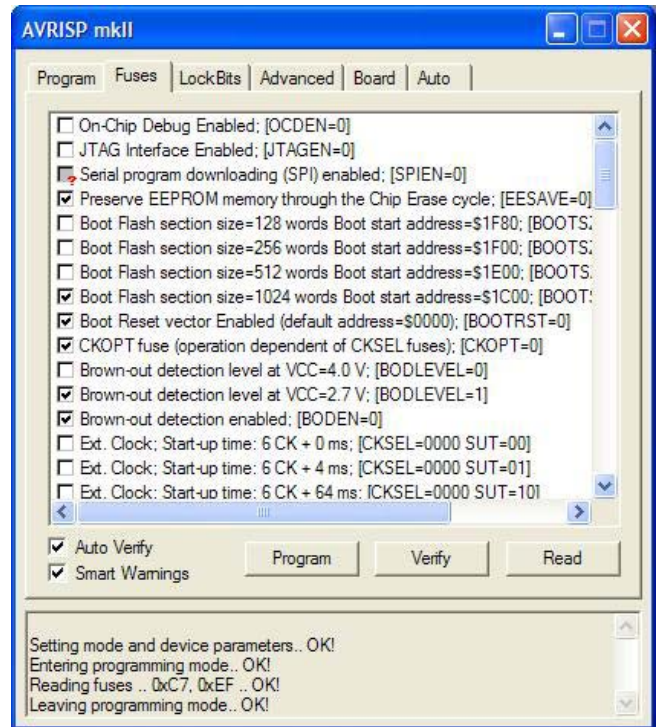 AVRISP mkII
Program Fuses LockBits Advanced Board Auto
On-Chip Debug Enabled; [OCDEN=0]
JTAG Interface Enabled; [JTAGEN=0]
? Serial program downloading (SPI) enabled; [SPIEN=0]
Preserve EEPROM memory through the Chip Erase cycle; [EESAVE=0]
Boot Flash section size=128 words Boot start address=$1F80; [BOOTSZ
Boot Flash section size=256 words Boot start address=$1F00; [BOOTSZ
Boot Flash section size=512 words Boot start address=$1E00; [BOOTS
Boot Flash section size=1024 words Boot start address=$1C00; [BOOTS
Boot Reset vector Enabled (default address=$0000); [BOOTRST=0]
CKOPT fuse (operation dependent of CKSEL fuses); [CKOPT=0]
Brown-out detection level at VCC=4.0 V; [BODLEVEL=0]
Brown-out detection level at VCC=2.7 V; [BODLEVEL=1]
Brown-out detection enabled; [BODEN=0]
Ext. Clock; Start-up time: 6 CK + 0 ms; [CKSEL=0000 SUT=00]
Ext. Clock; Start-up time: 6 CK + 4 ms; [CKSEL=0000 SUT=01]
Ext. Clock; Start-up time: 6 CK + 64 ms; [CKSEL=0000 SUT=10]
Auto Verify
Smart Warnings
Program Verify Read
Setting mode and device parameters.. OK!
Entering programming mode.. OK!
Reading fuses .. 0xC7, 0xEF .. OK!
Leaving programming mode.. OK!